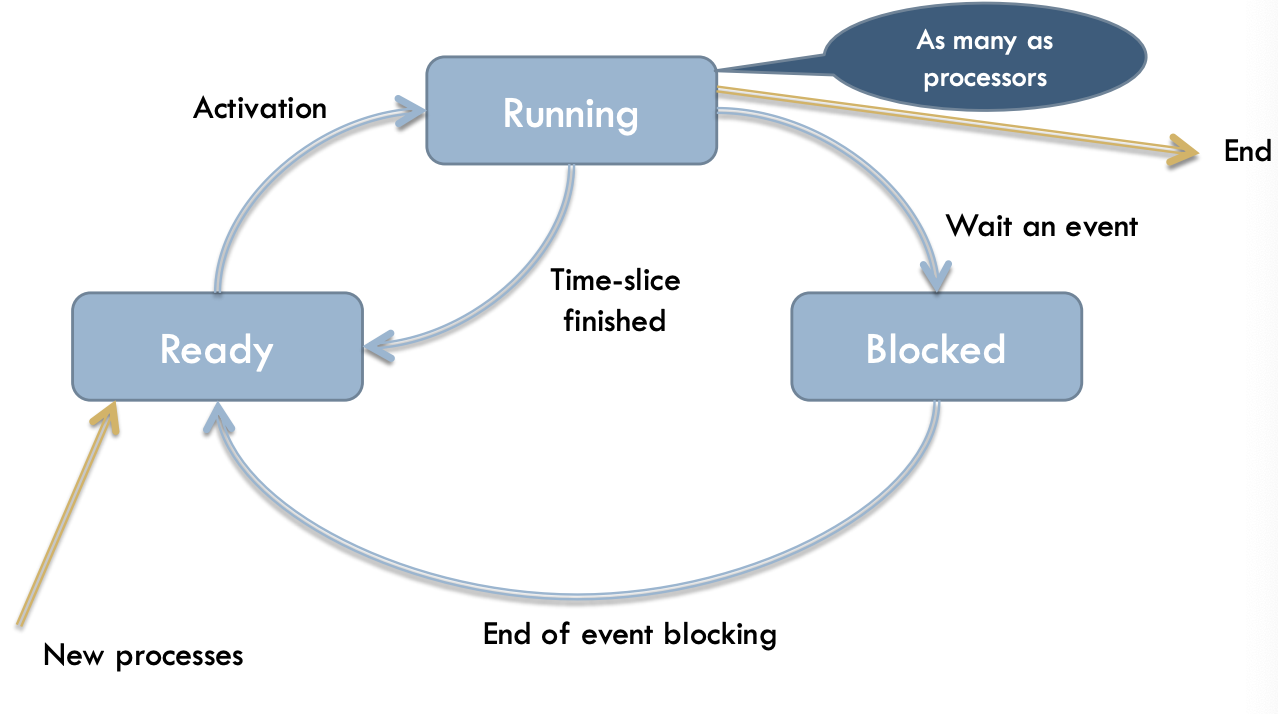 As many as
processors
Activation
Running
End
Wait an event
Time-slice
finished
Ready
Blocked
End of event blocking
New processes